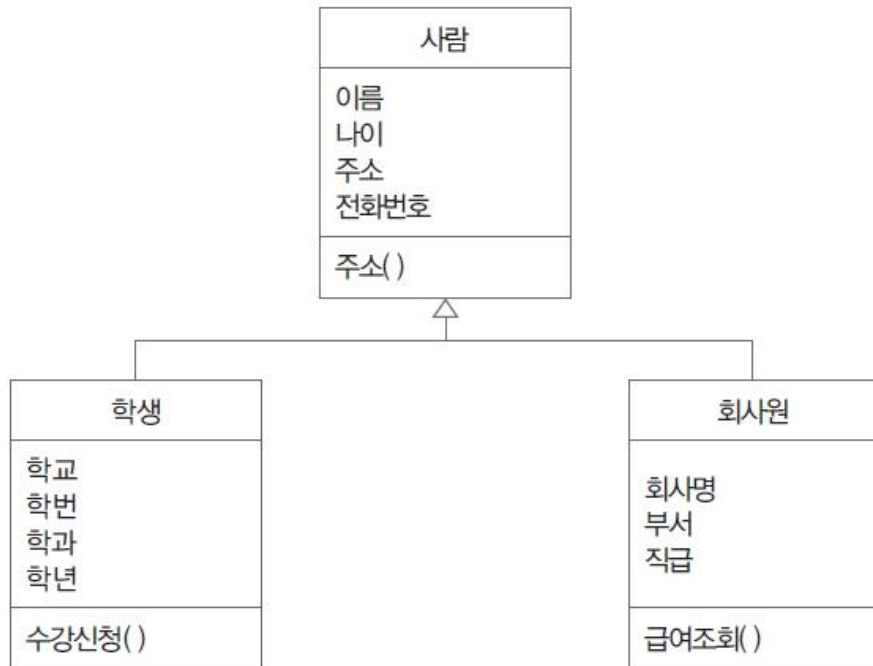 사람
이름
나이
주소
전화번호
주소( )
학생
학교
학번
학과
학년
수강신청( )
회사원
회사명
부서
직급
급여조회( )